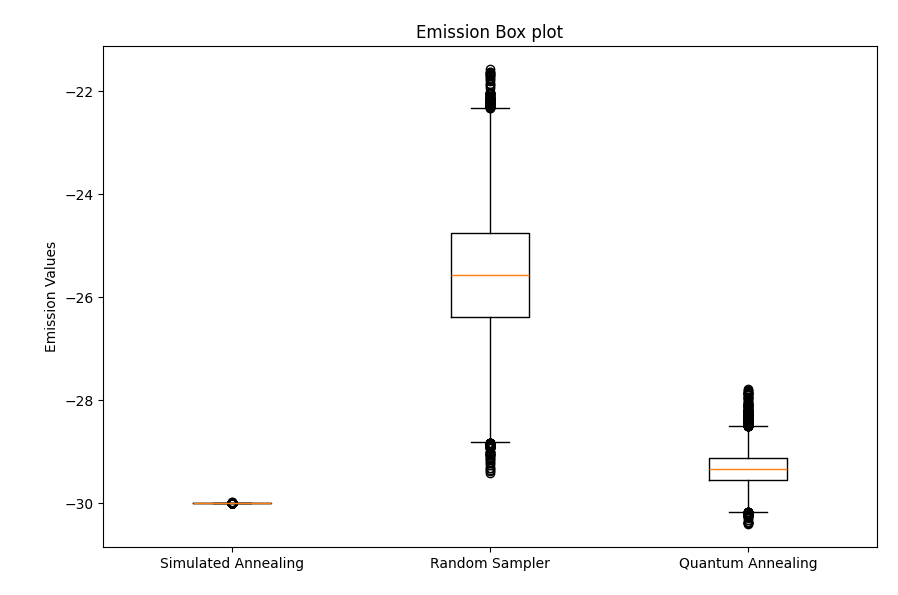 Emission Box plot
Emission Values
−22
−24
−26
−28
−30
Simulated Annealing
Random Sampler
Quantum Annealing